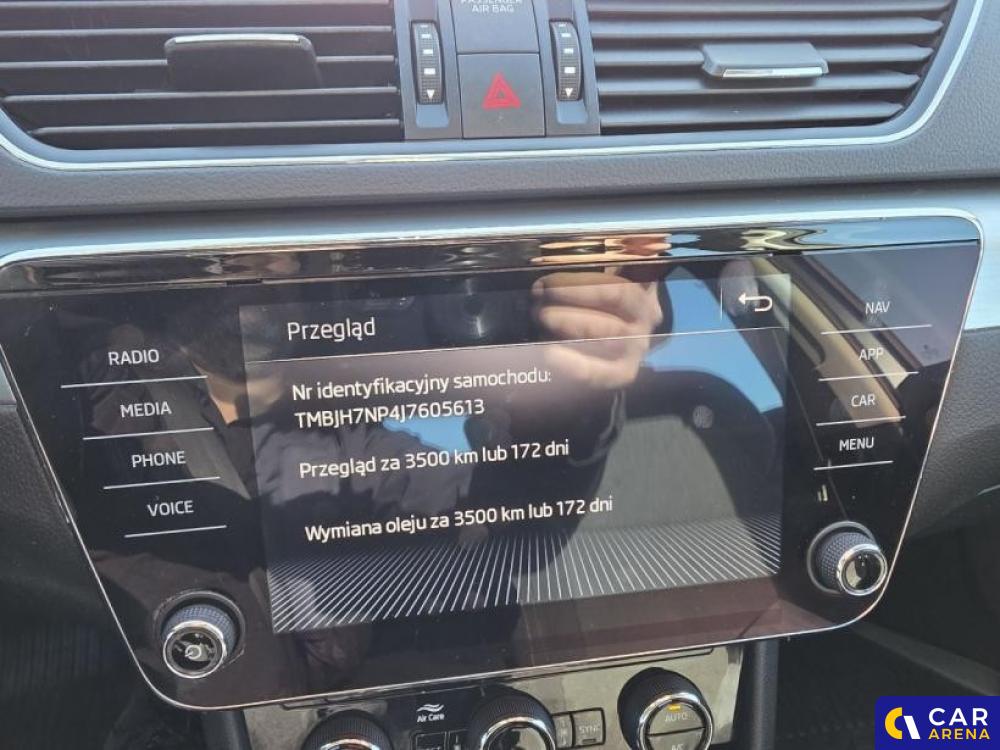 PASSENGER
AIR BAG
Przegląd
NAV
RADIO
APP
Nr identyfikacyjny samochodu:
TMBJH7NP4J7605613
MEDIA
CAR
PHONE
Przegląd za 3500 km lub 172 dni
MENU
VOICE
Wymiana oleju za 3500 km lub 172 dni
Air Care
SYNC
AUTO
A/C
CAR
ARENA